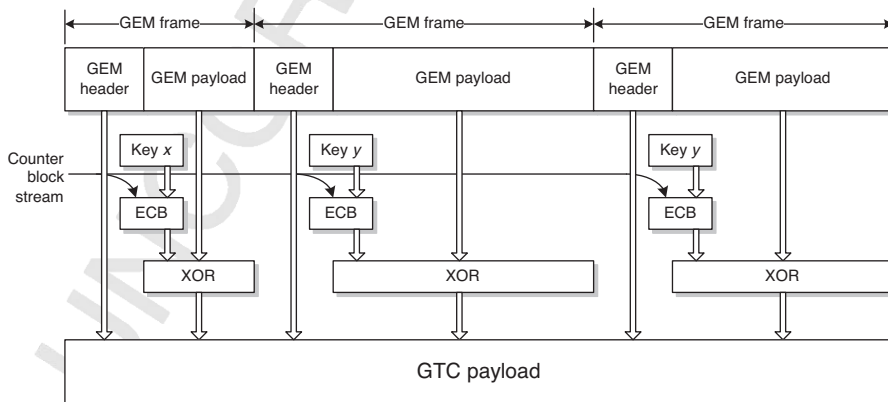 GEM frame GEM frame GEM frame
GEM header GEM payload GEM header GEM payload GEM header GEM payload
Counter block stream
Key x Key y Key y
ECB ECB ECB
XOR XOR XOR
GTC payload